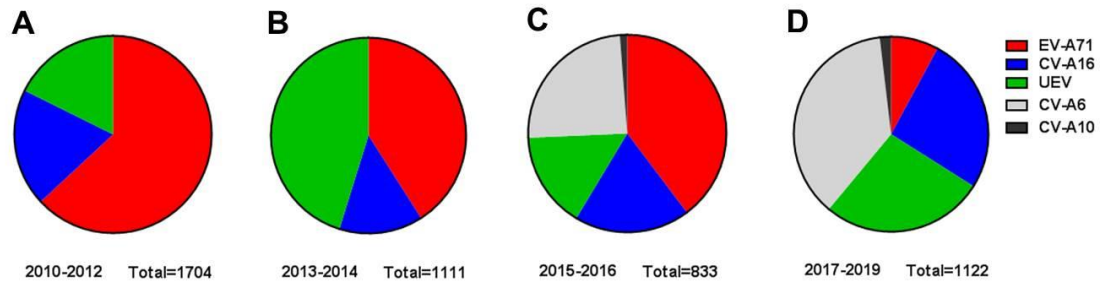 A
B
C
D
EV-A71
CV-A16
UEV
CV-A6
CV-A10
2010-2012 Total=1704
2013-2014 Total=1111
2015-2016 Total=833
2017-2019 Total=1122